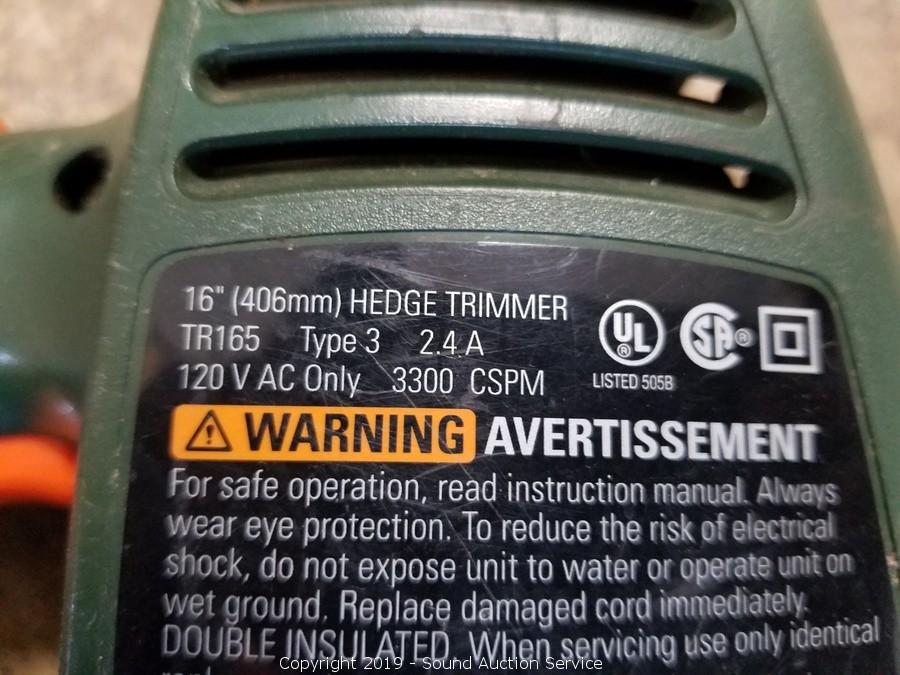 16" (406mm) HEDGE TRIMMER
TR165 Type 3 2.4 A
120 V AC Only 3300 CSPM
UL ®
LISTED 505B
SA ®
WARNING AVERTISSEMENT
For safe operation, read instruction manual. Always
wear eye protection. To reduce the risk of electrical
shock, do not expose unit to water or operate unit on
wet ground. Replace damaged cord immediately.
DOUBLE INSULATED. When servicing use only identical
Copyright 2019 - Sound Auction Service